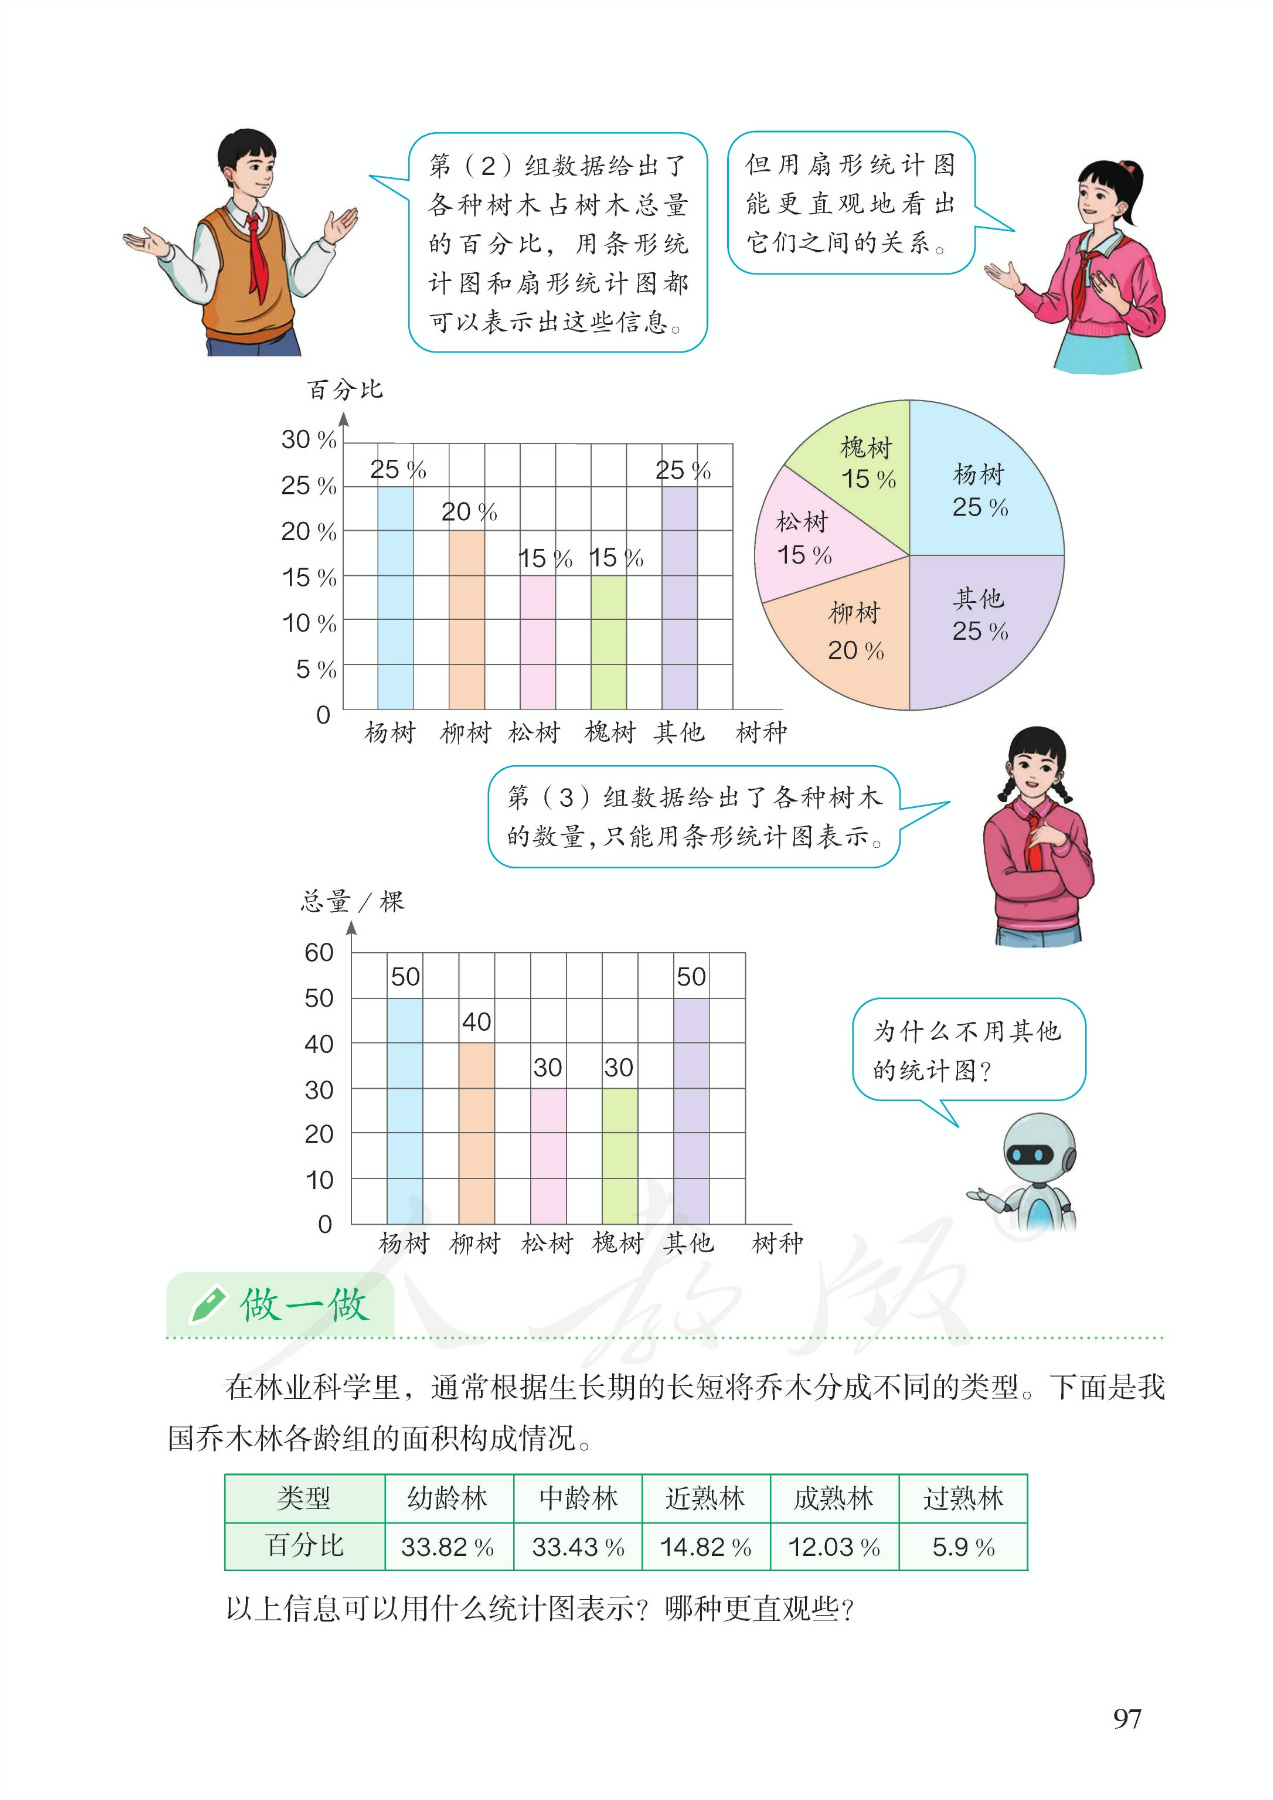 第（2）组数据给出了
各种树木占树木总量
的百分比，用条形统
计图和扇形统计图都
可以表示出这些信息。
但用扇形统计图
能更直观地看出
它们之间的关系。
百分比
30 %
25 %
20 %
15 %
10 %
5 %
0
25 %
20 %
15 %
15 %
25 %
杨树 柳树 松树 槐树 其他 树种
槐树
15 %
杨树
25 %
松树
15 %
柳树
20 %
其他
25 %
第（3）组数据给出了各种树木
的数量，只能用条形统计图表示。
总量 / 棵
60
50
40
30
20
10
0
50
40
30
30
50
杨树 柳树 松树 槐树 其他 树种
为什么不用其他
的统计图？
人教版
做一做
在林业科学里，通常根据生长期的长短将乔木分成不同的类型。下面是我
国乔木林各龄组的面积构成情况。
类型 幼龄林 中龄林 近熟林 成熟林 过熟林
百分比 33.82 % 33.43 % 14.82 % 12.03 % 5.9 %
以上信息可以用什么统计图表示？哪种更直观些？
97